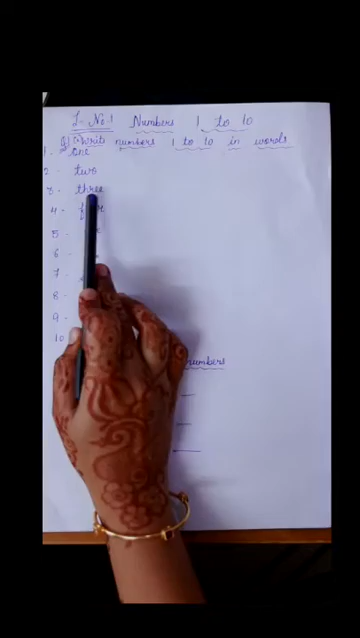 L-No.1 Numbers 1 to 10
Write numbers 1 to 10 in words
1. one
2. two
3. three
4.
5.
6.
7.
8.
9.
10
numbers